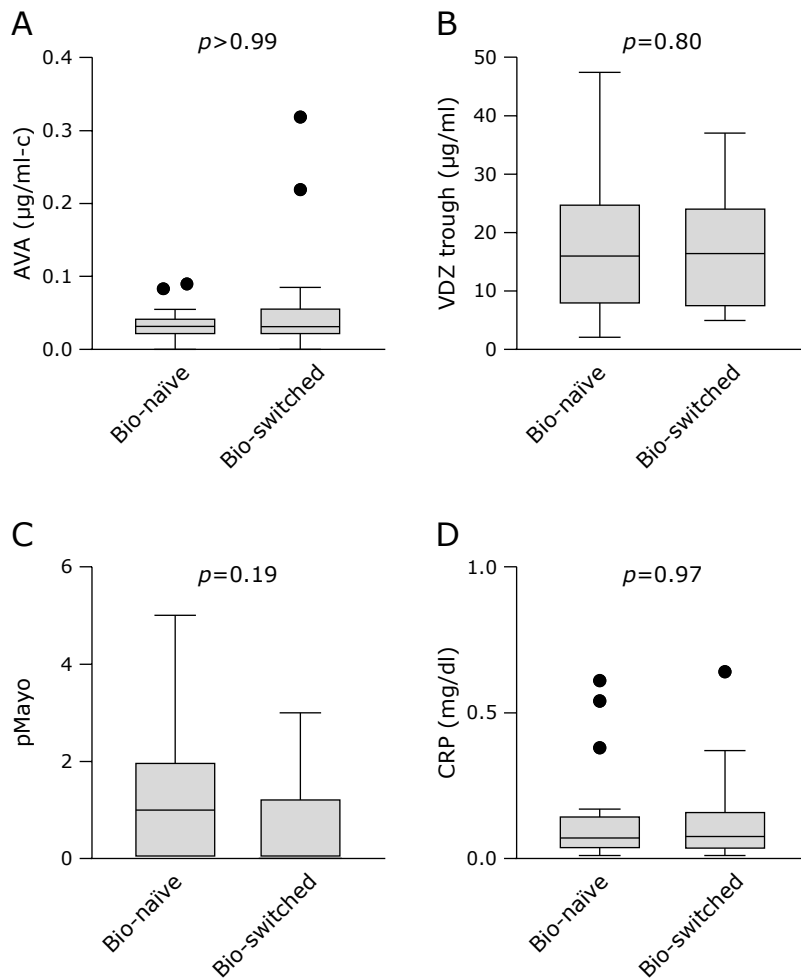 A
p>0.99
AVA (µg/ml-c)
0.4
0.3
0.2
0.1
0.0
Bio-naïve
Bio-switched
B
p=0.80
VDZ trough (µg/ml)
50
40
30
20
10
0
Bio-naïve
Bio-switched
C
p=0.19
pMayo
6
4
2
0
Bio-naïve
Bio-switched
D
p=0.97
CRP (mg/dl)
1.0
0.5
0.0
Bio-naïve
Bio-switched